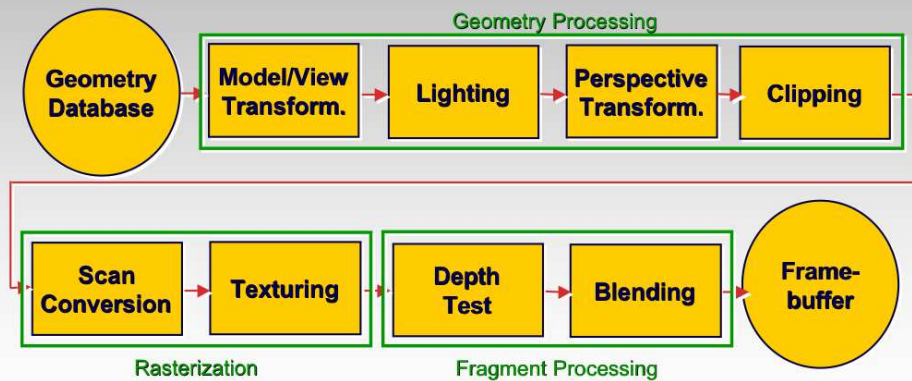 Geometry Processing
Geometry
Database
Model/View
Transform.
Lighting
Perspective
Transform.
Clipping
Scan
Conversion
Texturing
Depth
Test
Blending
Frame-
buffer
Rasterization
Fragment Processing